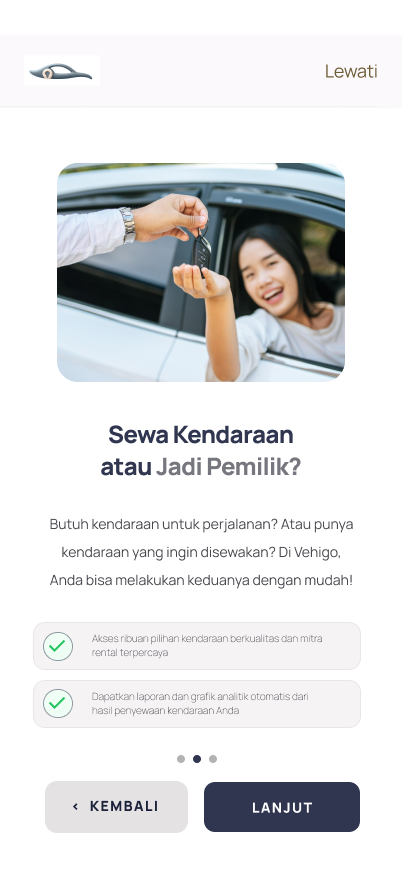 Lewati
Sewa Kendaraan
atau Jadi Pemilik?
Butuh kendaraan untuk perjalanan? Atau punya
kendaraan yang ingin disewakan? Di Vehigo,
Anda bisa melakukan keduanya dengan mudah!
Akses ribuan pilihan kendaraan berkualitas dan mitra
rental terpercaya
Dapatkan laporan dan grafik analitik otomatis dari
hasil penyewaan kendaraan Anda
‹ KEMBALI
LANJUT